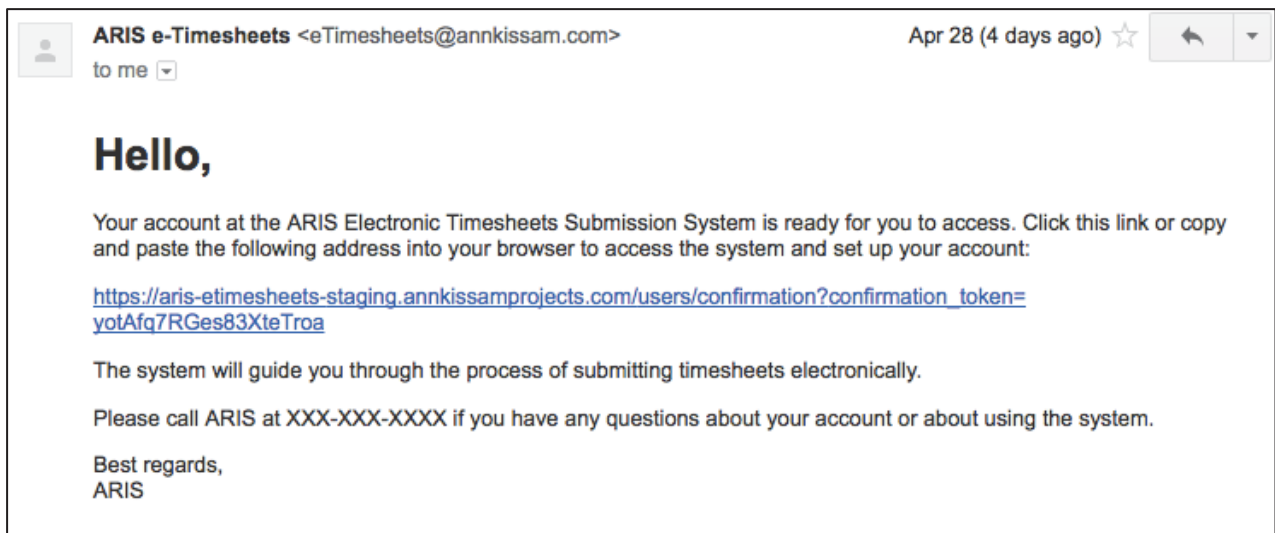 ARIS e-Timesheets <eTimesheets@annkissam.com>
Apr 28 (4 days ago)
to me
Hello,
Your account at the ARIS Electronic Timesheets Submission System is ready for you to access. Click this link or copy
and paste the following address into your browser to access the system and set up your account:
https://aris-etimesheets-staging.annkissamprojects.com/users/confirmation?confirmation_token=
yotAfq7RGes83XteTroa
The system will guide you through the process of submitting timesheets electronically.
Please call ARIS at XXX-XXX-XXXX if you have any questions about your account or about using the system.
Best regards,
ARIS